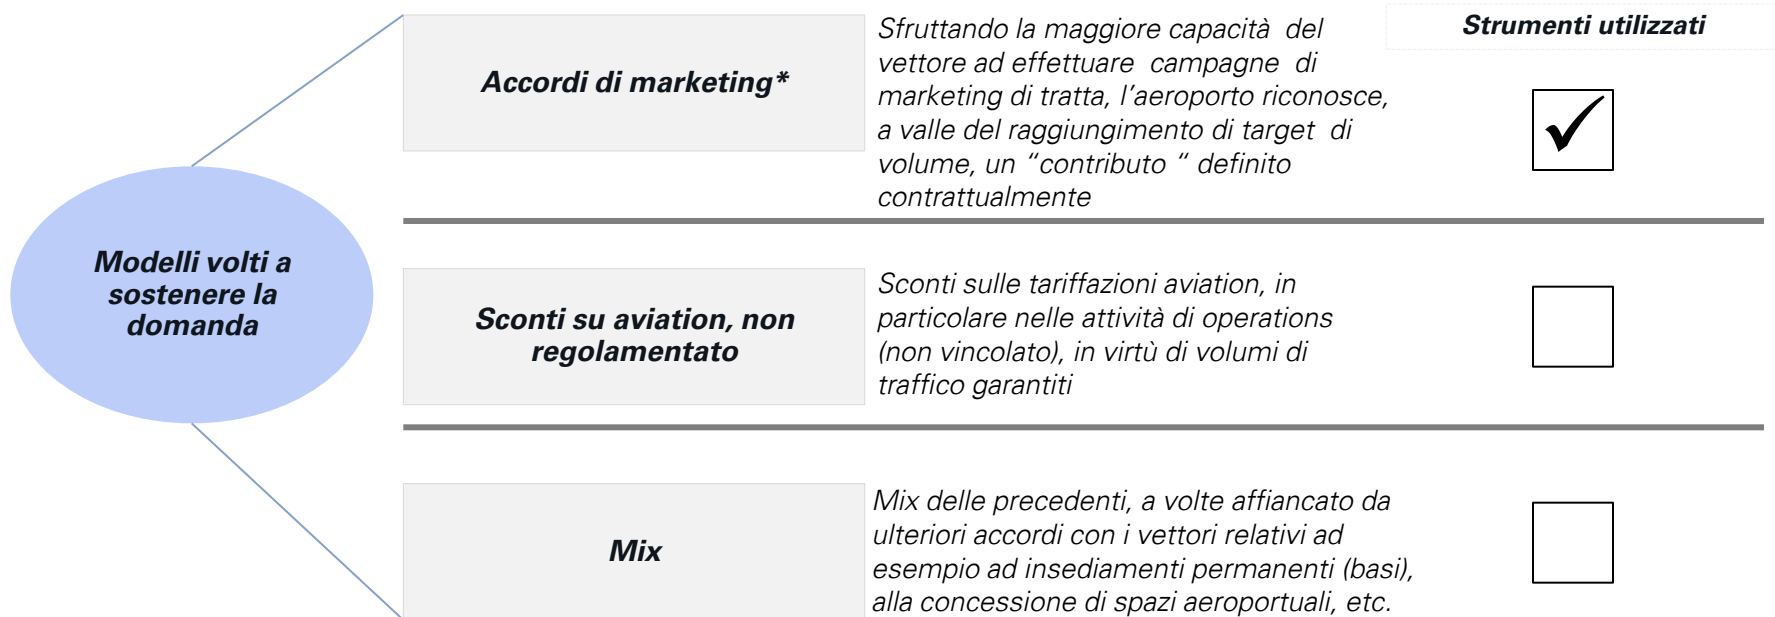 Strumenti utilizzati
Modelli volti a
sostenere la
domanda
Accordi di marketing*
Sfruttando la maggiore capacità del
vettore ad effettuare campagne di
marketing di tratta, l’aeroporto riconosce,
a valle del raggiungimento di target di
volume, un “contributo “ definito
contrattualmente
Sconti su aviation, non
regolamentato
Sconti sulle tariffazioni aviation, in
particolare nelle attività di operations
(non vincolato), in virtù di volumi di
traffico garantiti
Mix
Mix delle precedenti, a volte affiancato da
ulteriori accordi con i vettori relativi ad
esempio ad insediamenti permanenti (basi),
alla concessione di spazi aeroportuali, etc.